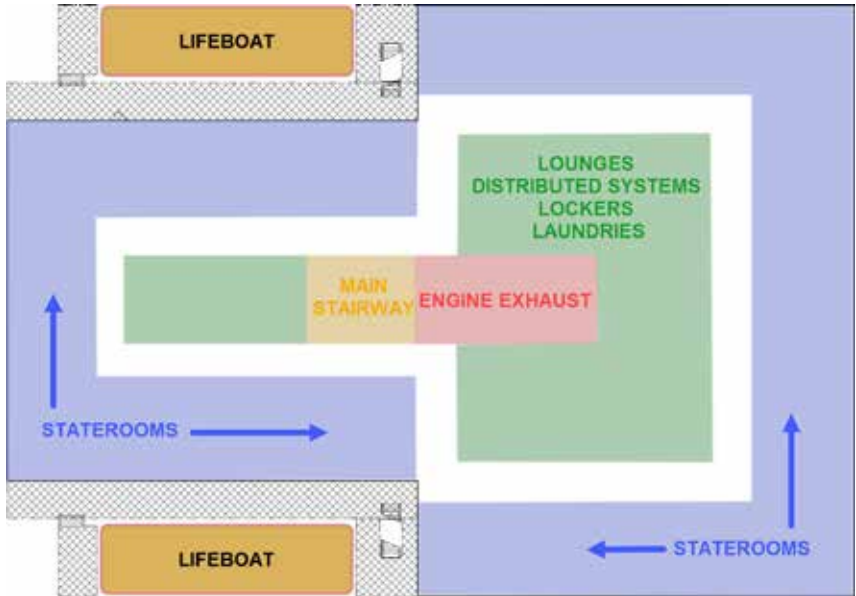 LIFEBOAT
LOUNGES
DISTRIBUTED SYSTEMS
LOCKERS
LAUNDRIES
MAIN
STAIRWAY
ENGINE EXHAUST
STATEROOMS
STATEROOMS
LIFEBOAT